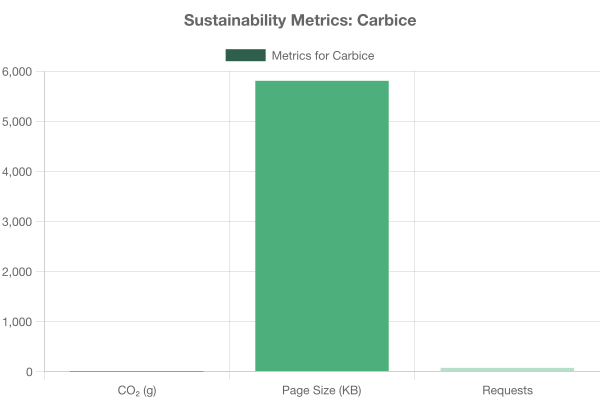 Sustainability Metrics: Carbice
Metrics for Carbice
6,000
5,000
4,000
3,000
2,000
1,000
0
CO₂ (g) Page Size (KB) Requests